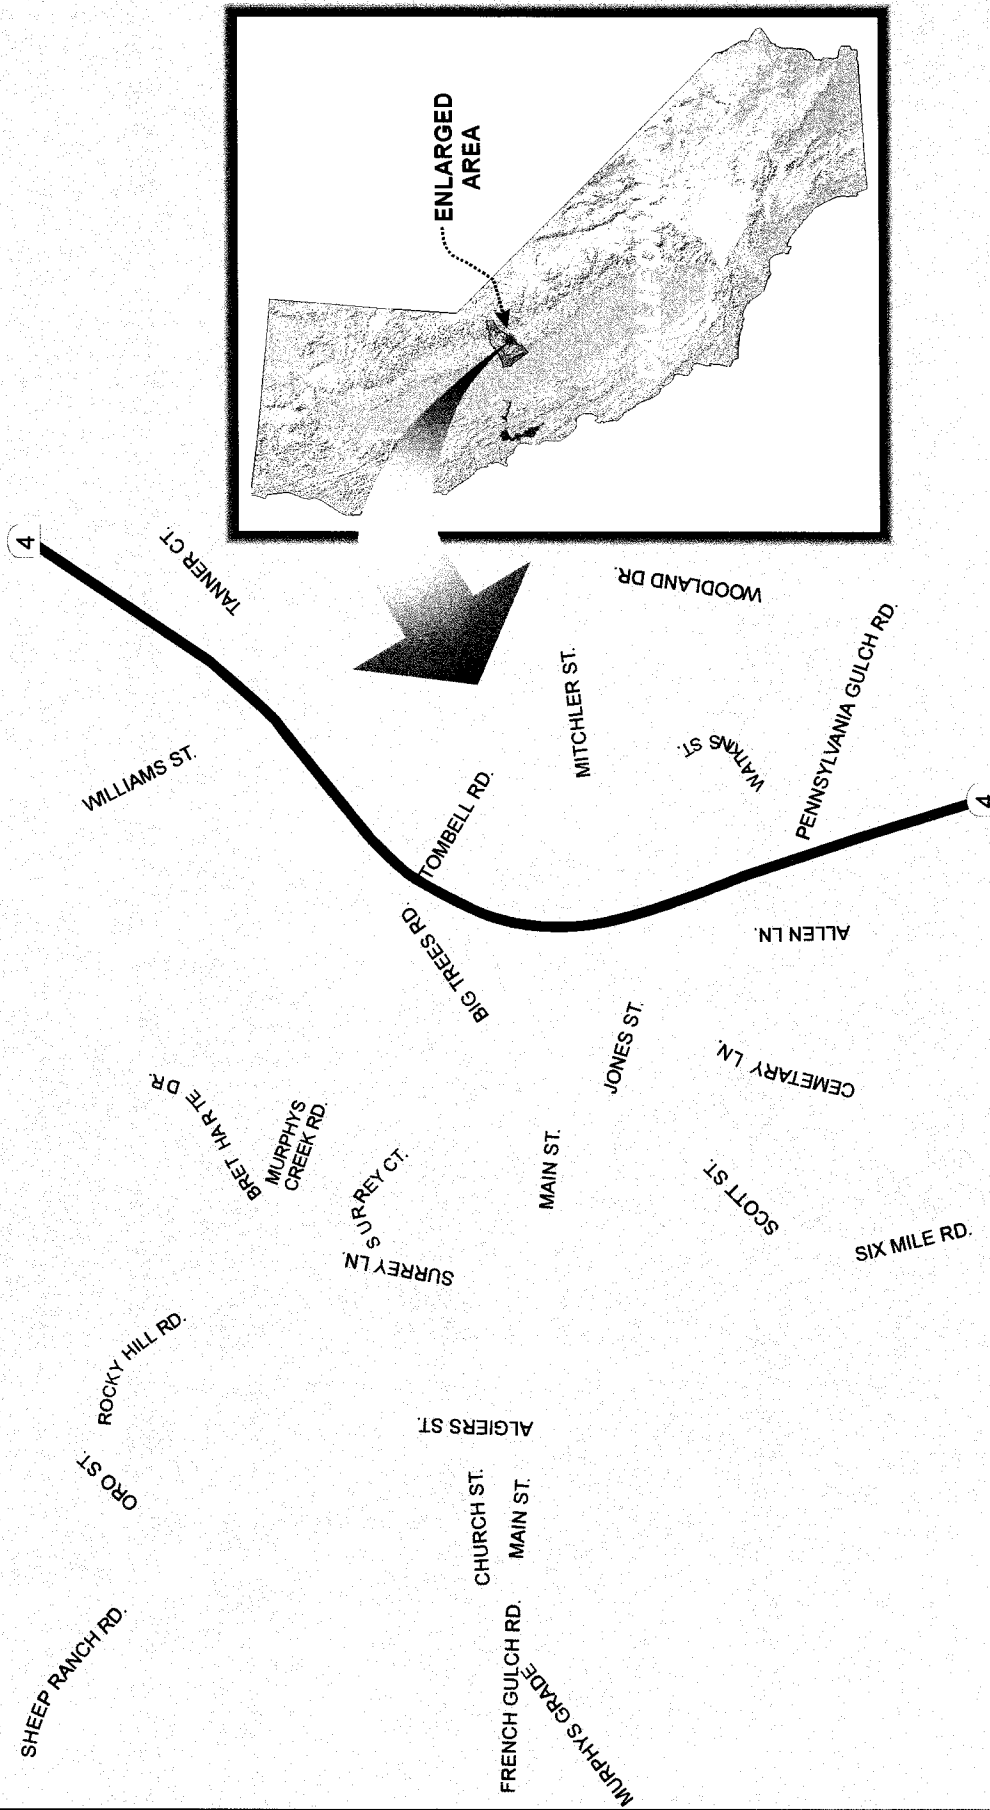 ENLARGED
AREA
4
TANNER CT.
WILLIAMS ST.
WOODLAND DR.
MITCHLER ST.
WATKINS ST.
PENNSYLVANIA GULCH RD.
TOMBELL RD.
4
BIG TREES RD.
ALLEN LN.
JONES ST.
CEMETARY LN.
BRET HARTE DR.
MURPHYS
CREEK RD.
SURREY CT.
SURREY LN.
MAIN ST.
SCOTT ST.
SIX MILE RD.
ROCKY HILL RD.
ORO ST.
ALGIERS ST.
CHURCH ST.
MAIN ST.
SHEEP RANCH RD.
FRENCH GULCH RD.
MURPHYS GRADE